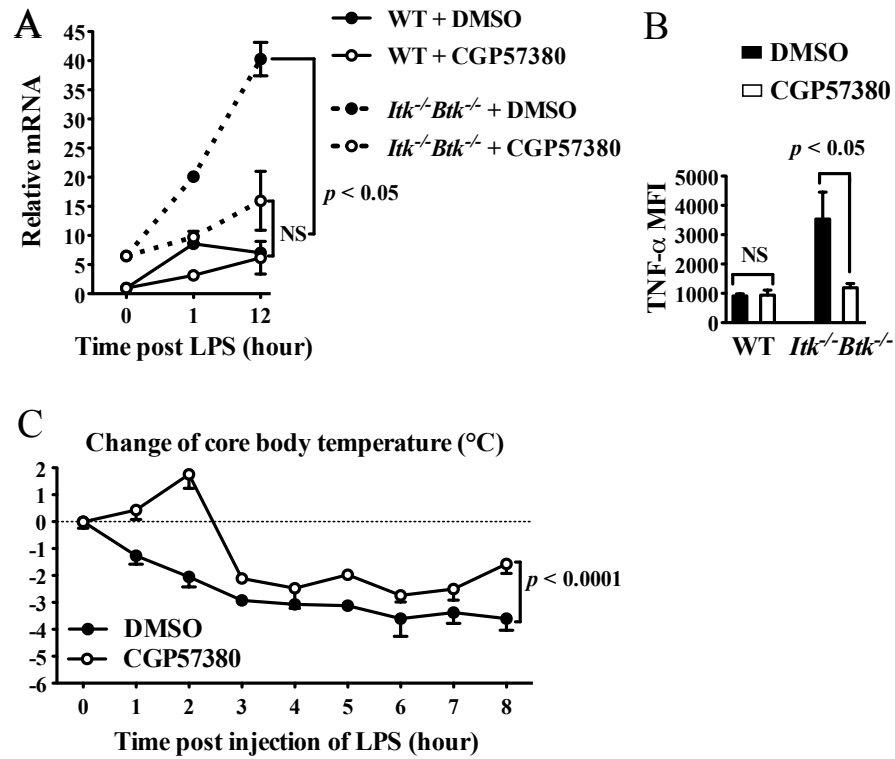 A
WT + DMSO
WT + CGP57380
Itk-/-Btk-/- + DMSO
Itk-/-Btk-/- + CGP57380
Relative mRNA
45
40
35
30
25
20
15
10
5
0
p < 0.05
NS
0 1 12
Time post LPS (hour)
B
DMSO
CGP57380
p < 0.05
TNF-α MFI
5000
4000
3000
2000
1000
0
NS
WT Itk-/-Btk-/-
C
Change of core body temperature (°C)
2
1
0
-1
-2
-3
-4
-5
-6
p < 0.0001
DMSO
CGP57380
0 1 2 3 4 5 6 7 8
Time post injection of LPS (hour)